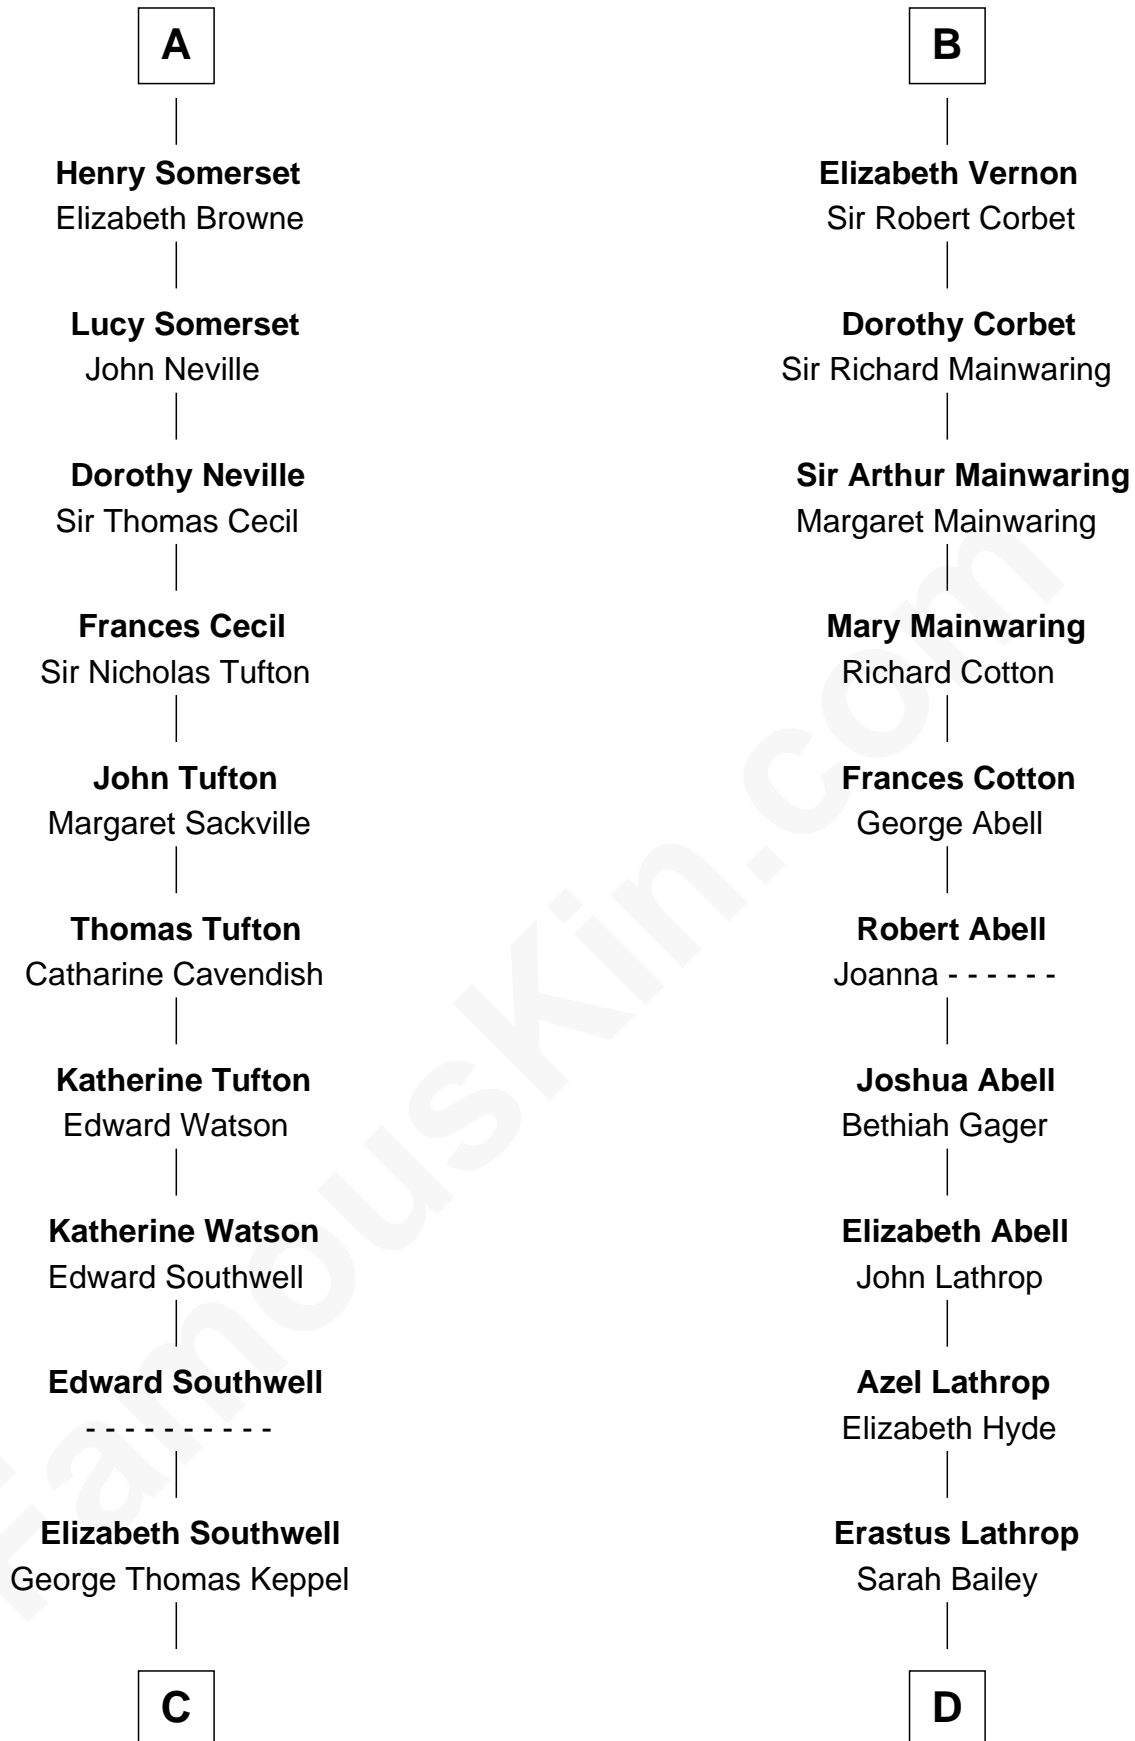 A
Henry Somerset
Elizabeth Browne
Lucy Somerset
John Neville
Dorothy Neville
Sir Thomas Cecil
Frances Cecil
Sir Nicholas Tufton
John Tufton
Margaret Sackville
Thomas Tufton
Catharine Cavendish
Katherine Tufton
Edward Watson
Katherine Watson
Edward Southwell
Edward Southwell
- - - - - - - - - -
Elizabeth Southwell
George Thomas Keppel
C
B
Elizabeth Vernon
Sir Robert Corbet
Dorothy Corbet
Sir Richard Mainwaring
Sir Arthur Mainwaring
Margaret Mainwaring
Mary Mainwaring
Richard Cotton
Frances Cotton
George Abell
Robert Abell
Joanna - - - - - -
Joshua Abell
Bethiah Gager
Elizabeth Abell
John Lathrop
Azel Lathrop
Elizabeth Hyde
Erastus Lathrop
Sarah Bailey
D
FamousKin.com